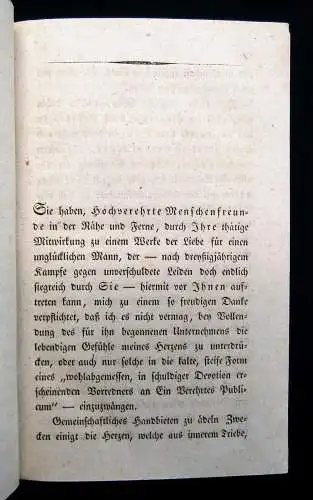 Sie haben, Hochverehrte Menschenfreun-
de in der Nähe und Ferne, durch Ihre thätige
Mitwirkung zu einem Werke der Liebe für einen
unglücklichen Mann, der — nach dreyßigjährigem
Kampfe gegen unverschuldete Leiden doch endlich
siegreich durch Sie — hiermit vor Ihnen auf-
treten kann, mich zu einem so freudigen Danke
verpflichtet, daß ich es nicht vermag, bey Vollen-
dung des für ihn begonnenen Unternehmens die
lebendigen Gefühle meines Herzens zu unterdrü-
cken, oder auch nur solche in die kalte, steife Form
eines „wohlabgemessen, in schuldiger Devotion er-
scheinenden Vorredners an Ein Verehrtes Publi-
cum“ — einzuzwängen.
Gemeinschaftliches Handbieten zu ädeln Zwe-
cken einigt die Herzen, welche aus innerem Triebe,